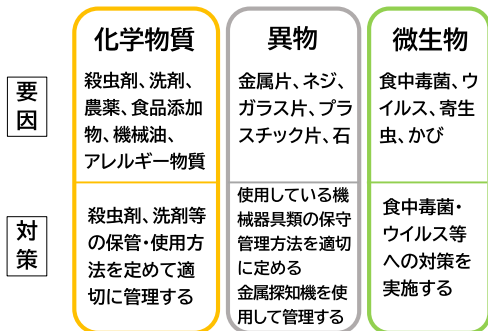 化学物質
異物
微生物
要因
殺虫剤、洗剤、
農薬、食品添加
物、機械油、
アレルギー物質
金属片、ネジ、
ガラス片、プラ
スチック片、石
食中毒菌、ウ
イルス、寄生
虫、かび
対策
殺虫剤、洗剤等
の保管・使用方
法を定めて適
切に管理する
使用している機
械器具類の保守
管理方法を適切
に定める
金属探知機を使
用して管理する
食中毒菌・
ウイルス等
への対策を
実施する